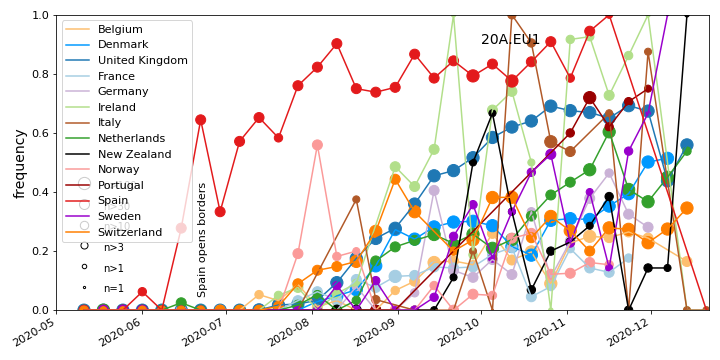 20A.EU1
1.0
0.8
0.6
0.4
0.2
0.0
frequency
Belgium
Denmark
United Kingdom
France
Germany
Ireland
Italy
Netherlands
New Zealand
Norway
Portugal
Spain
Sweden
Switzerland
n>3
n>1
n=1
Spain opens borders
2020-05
2020-06
2020-07
2020-08
2020-09
2020-10
2020-11
2020-12